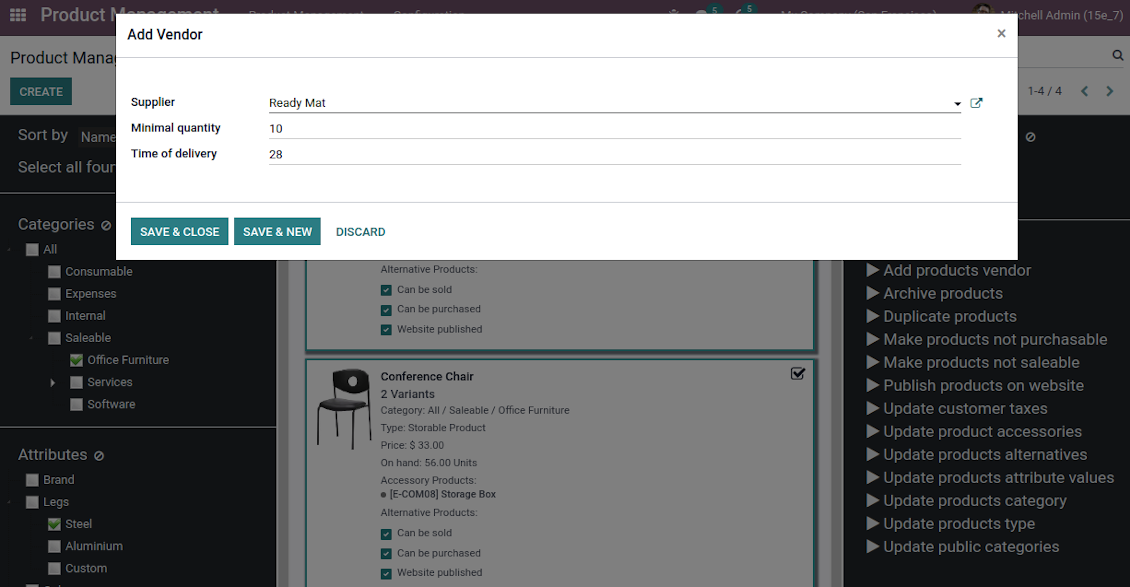 Product Management
5
5
Mitchell Admin (15e_7)
Add Vendor
×
Product Mana
CREATE
1-4 / 4
Supplier
Ready Mat
Minimal quantity
10
Time of delivery
28
Sort by Name
Select all four
SAVE & CLOSE
SAVE & NEW
DISCARD
Categories
All
Consumable
Expenses
Internal
Saleable
Office Furniture
Services
Software
Attributes
Brand
Legs
Steel
Aluminium
Custom
Alternative Products:
Can be sold
Can be purchased
Website published
Conference Chair
2 Variants
Category: All / Saleable / Office Furniture
Type: Storable Product
Price: $ 33.00
On hand: 56.00 Units
Accessory Products:
[E-COM08] Storage Box
Alternative Products:
Can be sold
Can be purchased
Website published
Add products vendor
Archive products
Duplicate products
Make products not purchasable
Make products not saleable
Publish products on website
Update customer taxes
Update product accessories
Update products alternatives
Update products attribute values
Update products category
Update products type
Update public categories